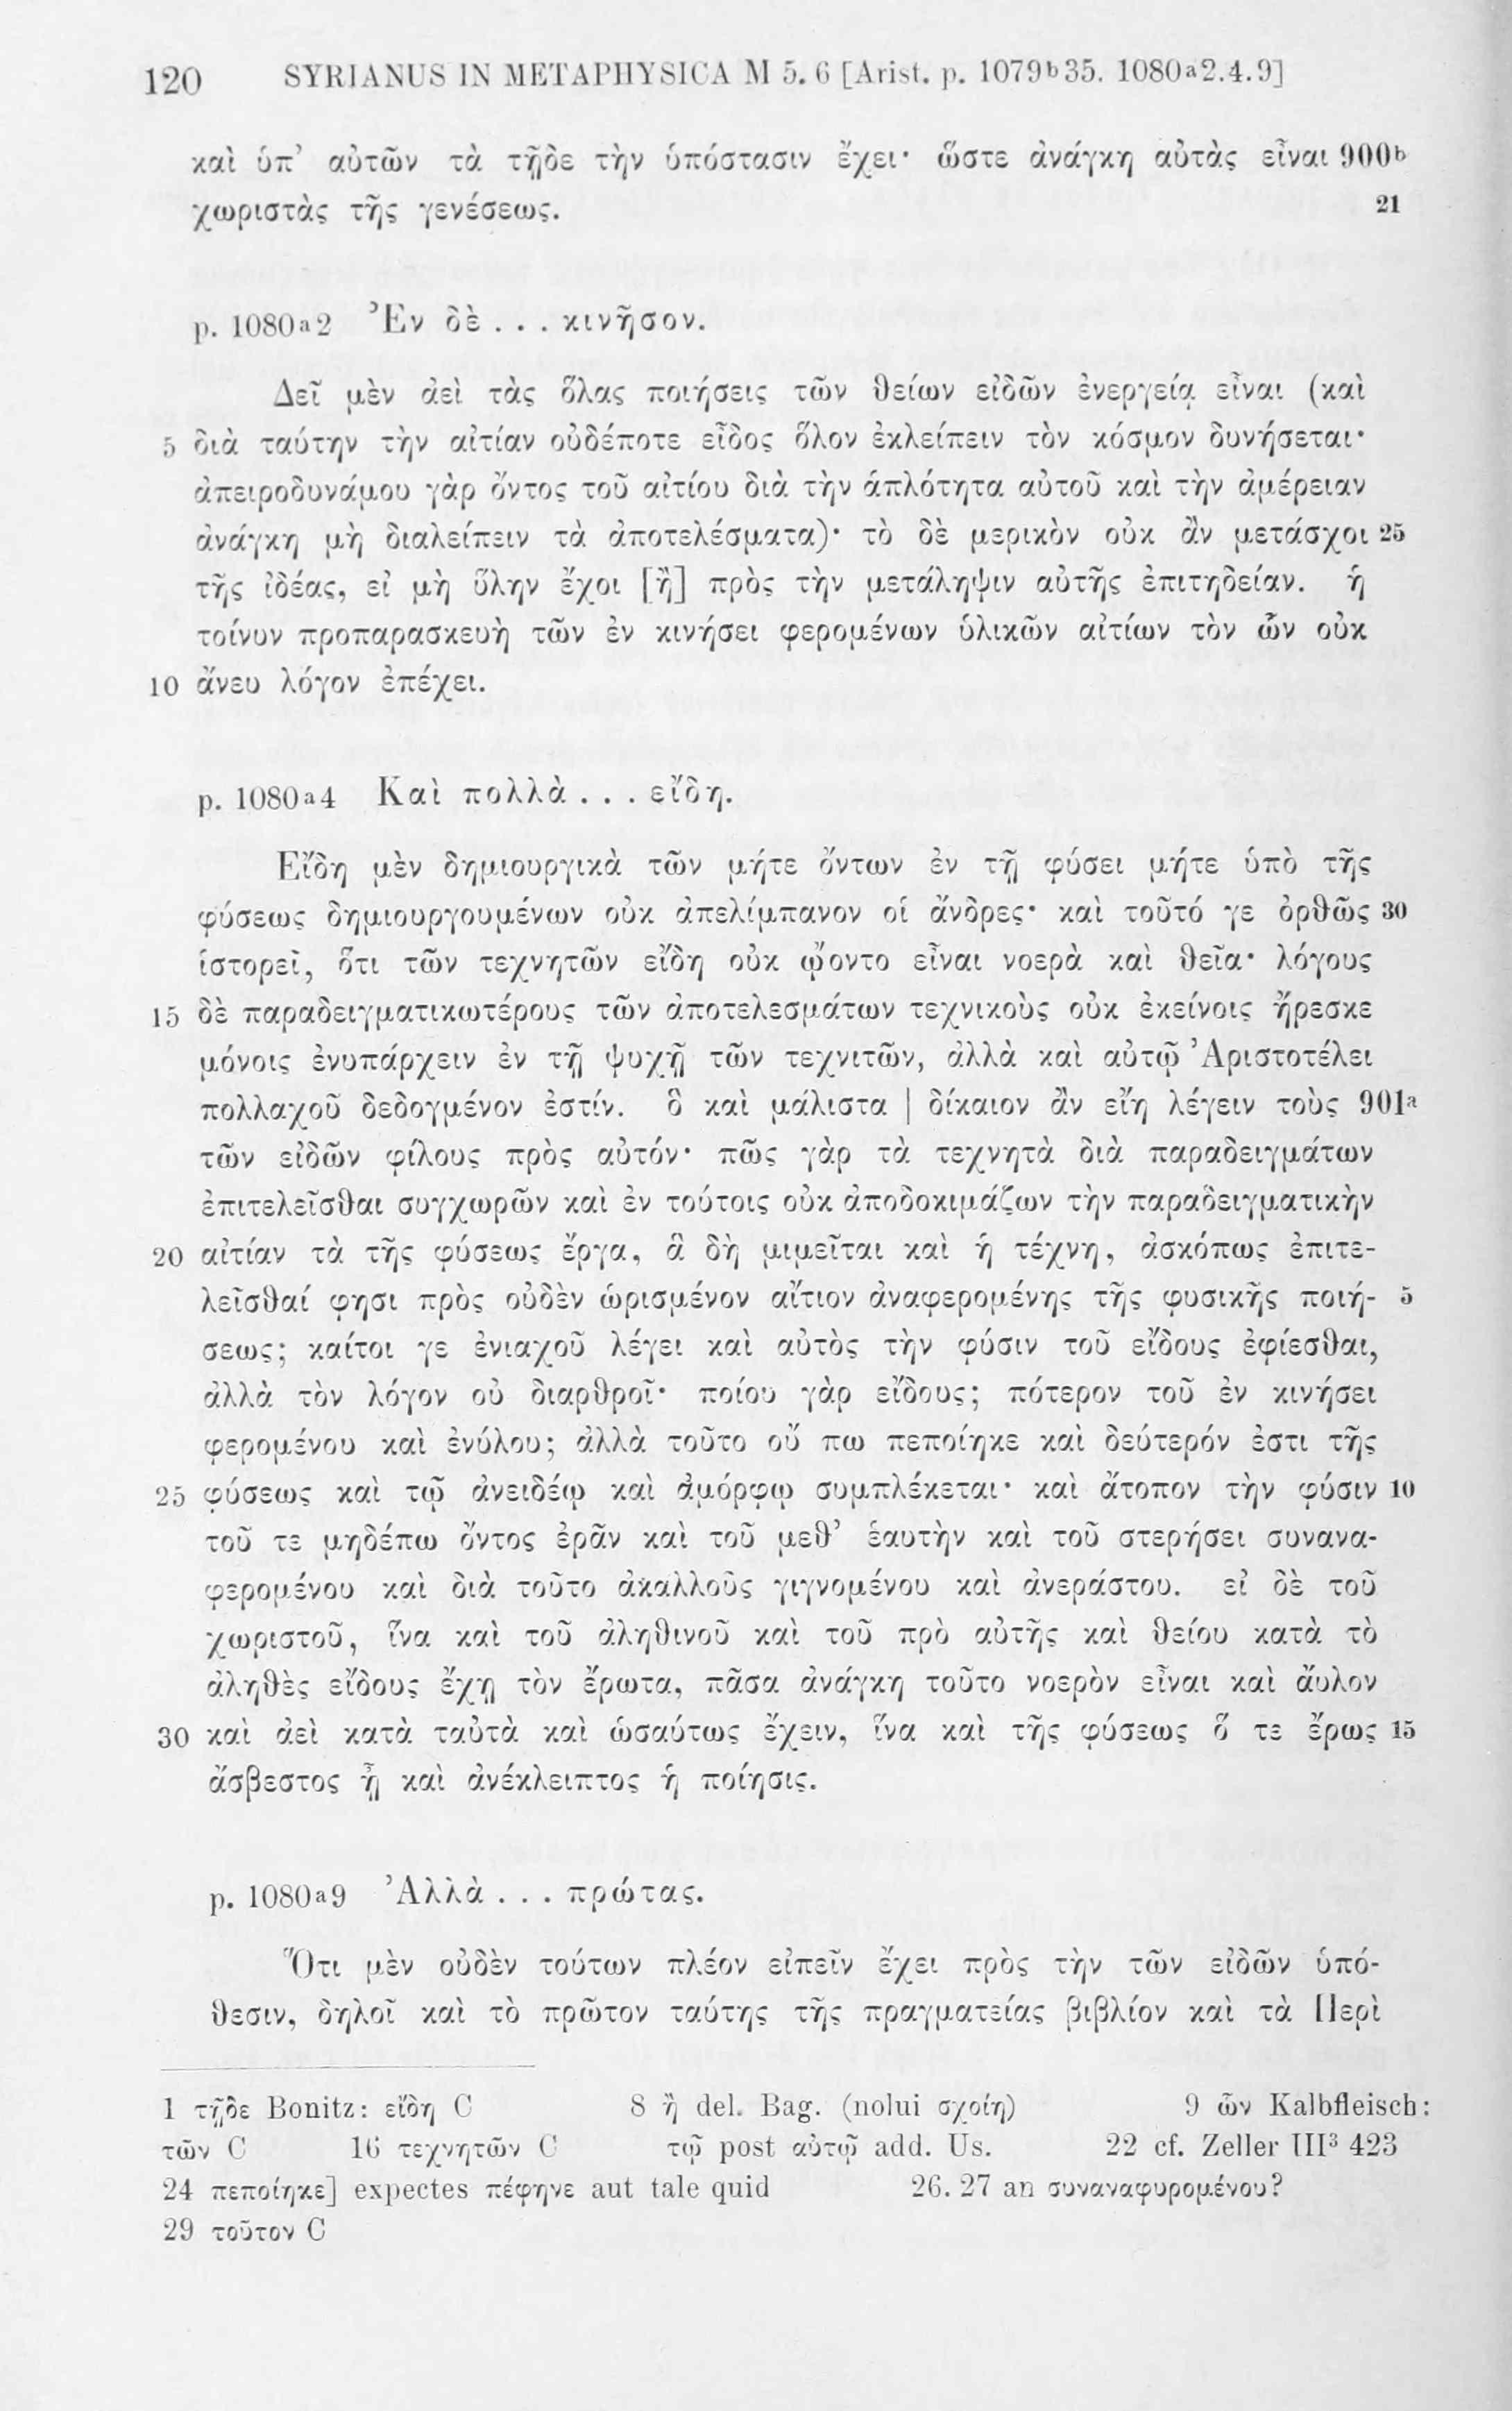 120 SYRIANUS IN METAPHYSICA M 5. 6 [Arist. p. 1079ᵇ35. 1080ᵃ2.4.9]
καὶ ὑπ’ αὐτῶν τὰ τῇδε τὴν ὑπόστασιν ἔχει· ὥστε ἀνάγκη αὐτὰς εἶναι 900ᵇ
χωριστὰς τῆς γενέσεως. 21
p. 1080ᵃ2 Ἐν δὲ . . . κινῆσον.
Δεῖ μὲν ἀεὶ τὰς ὅλας ποιήσεις τῶν θείων εἰδῶν ἐνεργείᾳ εἶναι (καὶ
5 διὰ ταύτην τὴν αἰτίαν οὐδέποτε εἶδος ὅλον ἐκλείπειν τὸν κόσμον δυνήσεται·
ἀπειροδυνάμου γὰρ ὄντος τοῦ αἰτίου διὰ τὴν ἁπλότητα αὐτοῦ καὶ τὴν ἀμέρειαν
ἀνάγκη μὴ διαλείπειν τὰ ἀποτελέσματα)· τὸ δὲ μερικὸν οὐκ ἂν μετάσχοι 25
τῆς ἰδέας, εἰ μὴ ὕλην ἔχοι [ἢ] πρὸς τὴν μετάληψιν αὐτῆς ἐπιτηδείαν. ἡ
τοίνυν προπαρασκευὴ τῶν ἐν κινήσει φερομένων ὑλικῶν αἰτίων τὸν ὧν οὐκ
10 ἄνευ λόγον ἐπέχει.
p. 1080ᵃ4 Καὶ πολλὰ . . . εἴδη.
Εἴδη μὲν δημιουργικὰ τῶν μήτε ὄντων ἐν τῇ φύσει μήτε ὑπὸ τῆς
φύσεως δημιουργουμένων οὐκ ἀπελίμπανον οἱ ἄνδρες· καὶ τοῦτό γε ὀρθῶς 30
ἱστορεῖ, ὅτι τῶν τεχνητῶν εἴδη οὐκ ᾤοντο εἶναι νοερὰ καὶ θεῖα· λόγους
15 δὲ παραδειγματικωτέρους τῶν ἀποτελεσμάτων τεχνικοὺς οὐκ ἐκείνοις ἤρεσκε
μόνοις ἐνυπάρχειν ἐν τῇ ψυχῇ τῶν τεχνιτῶν, ἀλλὰ καὶ αὐτῷ Ἀριστοτέλει
πολλαχοῦ δεδογμένον ἐστίν. ὃ καὶ μάλιστα | δίκαιον ἂν εἴη λέγειν τοὺς 901ᵃ
τῶν εἰδῶν φίλους πρὸς αὐτόν· πῶς γὰρ τὰ τεχνητὰ διὰ παραδειγμάτων
ἐπιτελεῖσθαι συγχωρῶν καὶ ἐν τούτοις οὐκ ἀποδοκιμάζων τὴν παραδειγματικὴν
20 αἰτίαν τὰ τῆς φύσεως ἔργα, ἃ δὴ μιμεῖται καὶ ἡ τέχνη, ἀσκόπως ἐπιτε-
λεῖσθαί φησι πρὸς οὐδὲν ὡρισμένον αἴτιον ἀναφερομένης τῆς φυσικῆς ποιή- 5
σεως; καίτοι γε ἐνιαχοῦ λέγει καὶ αὐτὸς τὴν φύσιν τοῦ εἴδους ἐφίεσθαι,
ἀλλὰ τὸν λόγον οὐ διαρθροῖ· ποίου γὰρ εἴδους; πότερον τοῦ ἐν κινήσει
φερομένου καὶ ἐνύλου; ἀλλὰ τοῦτο οὔ πω πεποίηκε καὶ δεύτερόν ἐστι τῆς
25 φύσεως καὶ τῷ ἀνειδέῳ καὶ ἀμόρφῳ συμπλέκεται· καὶ ἄτοπον τὴν φύσιν 10
τοῦ τε μηδέπω ὄντος ἐρᾶν καὶ τοῦ μεθ’ ἑαυτὴν καὶ τοῦ στερήσει συνανα-
φερομένου καὶ διὰ τοῦτο ἀκαλλοῦς γιγνομένου καὶ ἀνεράστου. εἰ δὲ τοῦ
χωριστοῦ, ἵνα καὶ τοῦ ἀληθινοῦ καὶ τοῦ πρὸ αὐτῆς καὶ θείου κατὰ τὸ
ἀληθὲς εἴδους ἔχῃ τὸν ἔρωτα, πᾶσα ἀνάγκη τοῦτο νοερὸν εἶναι καὶ ἄυλον
30 καὶ ἀεὶ κατὰ ταὐτὰ καὶ ὡσαύτως ἔχειν, ἵνα καὶ τῆς φύσεως ὅ τε ἔρως 15
ἄσβεστος ᾖ καὶ ἀνέκλειπτος ἡ ποίησις.
p. 1080ᵃ9 Ἀλλὰ . . . πρώτας.
Ὅτι μὲν οὐδὲν τούτων πλέον εἰπεῖν ἔχει πρὸς τὴν τῶν εἰδῶν ὑπό-
θεσιν, δηλοῖ καὶ τὸ πρῶτον ταύτης τῆς πραγματείας βιβλίον καὶ τὰ Περὶ
1 τῇδε Bonitz: εἴδη C 8 ἢ del. Bag. (nolui σχοίη) 9 ὧν Kalbfleisch:
τῶν C 16 τεχνητῶν C τῷ post αὐτῷ add. Us. 22 cf. Zeller III³ 423
24 πεποίηκε] expectes πέφηνε aut tale quid 26. 27 an συναναφυρομένου?
29 τοῦτον C